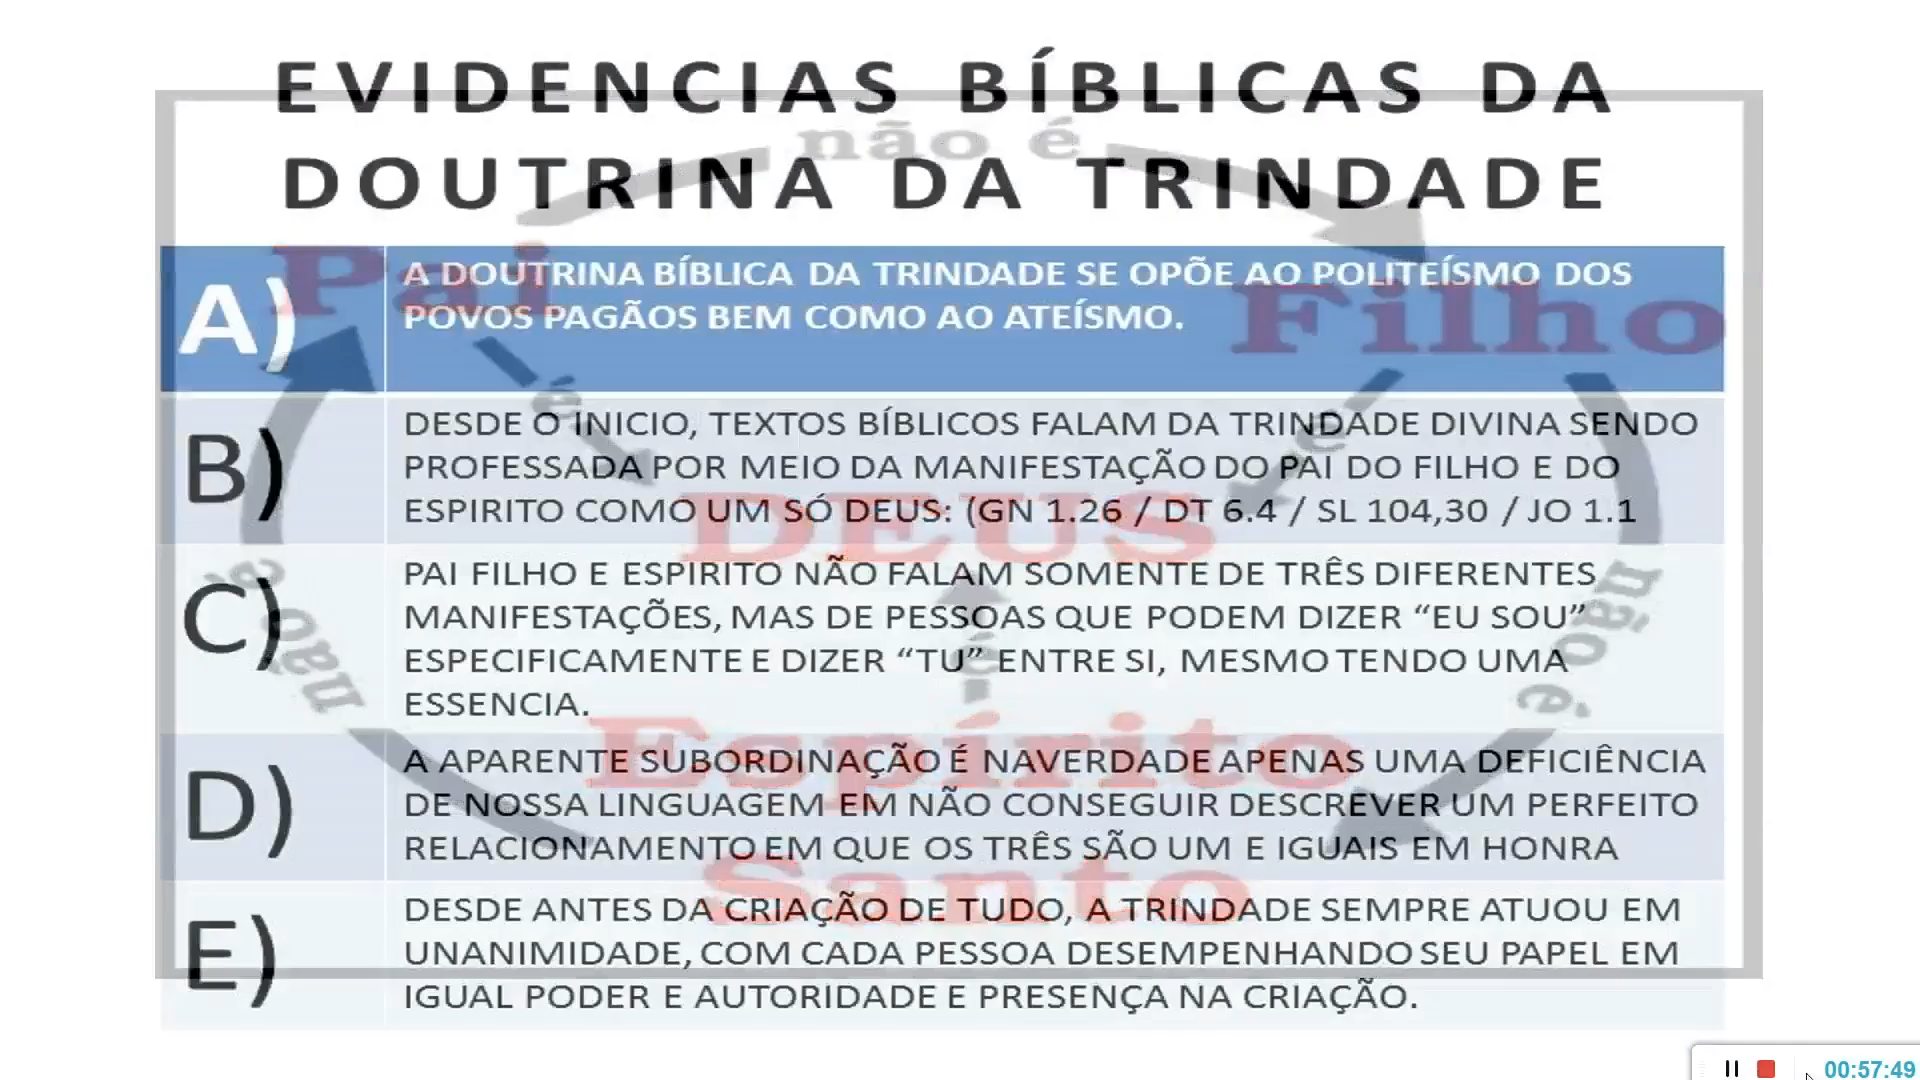 EVIDENCIAS BÍBLICAS DA
DOUTRINA DA TRINDADE
A)
A DOUTRINA BÍBLICA DA TRINDADE SE OPÕE AO POLITEÍSMO DOS
POVOS PAGÃOS BEM COMO AO ATEÍSMO.
B)
DESDE O INICIO, TEXTOS BÍBLICOS FALAM DA TRINDADE DIVINA SENDO
PROFESSADA POR MEIO DA MANIFESTAÇÃO DO PAI DO FILHO E DO
ESPIRITO COMO UM SÓ DEUS: (GN 1.26 / DT 6.4 / SL 104,30 / JO 1.1
C)
PAI FILHO E ESPIRITO NÃO FALAM SOMENTE DE TRÊS DIFERENTES
MANIFESTAÇÕES, MAS DE PESSOAS QUE PODEM DIZER “EU SOU”
ESPECIFICAMENTE E DIZER “TU” ENTRE SI, MESMO TENDO UMA
ESSENCIA.
D)
A APARENTE SUBORDINAÇÃO É NAVERDADE APENAS UMA DEFICIÊNCIA
DE NOSSA LINGUAGEM EM NÃO CONSEGUIR DESCREVER UM PERFEITO
RELACIONAMENTO EM QUE OS TRÊS SÃO UM E IGUAIS EM HONRA
E)
DESDE ANTES DA CRIAÇÃO DE TUDO, A TRINDADE SEMPRE ATUOU EM
UNANIMIDADE, COM CADA PESSOA DESEMPENHANDO SEU PAPEL EM
IGUAL PODER E AUTORIDADE E PRESENÇA NA CRIAÇÃO.
não é
Pai
Filho
é
é
DEUS
não é
não é
é
Espírito
Santo
00:57:49